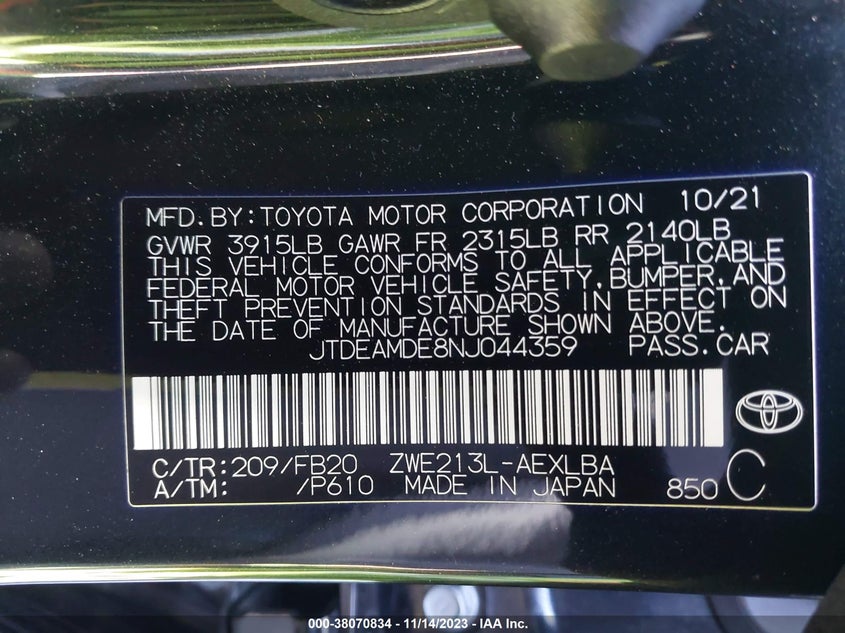 MFD.BY:TOYOTA MOTOR CORPORATION 10/21
GVWR 3915LB GAWR FR 2315LB RR 2140LB
THIS VEHICLE CONFORMS TO ALL APPLICABLE
FEDERAL MOTOR VEHICLE SAFETY,BUMPER,AND
THEFT PREVENTION STANDARDS IN EFFECT ON
THE DATE OF MANUFACTURE SHOWN ABOVE.
JTDEAMDE8NJ044359 PASS.CAR
C/TR:209/FB20 ZWE213L-AEXLBA
A/TM: /P610 MADE IN JAPAN 850 C
000-38070834 - 11/14/2023 - IAA Inc.